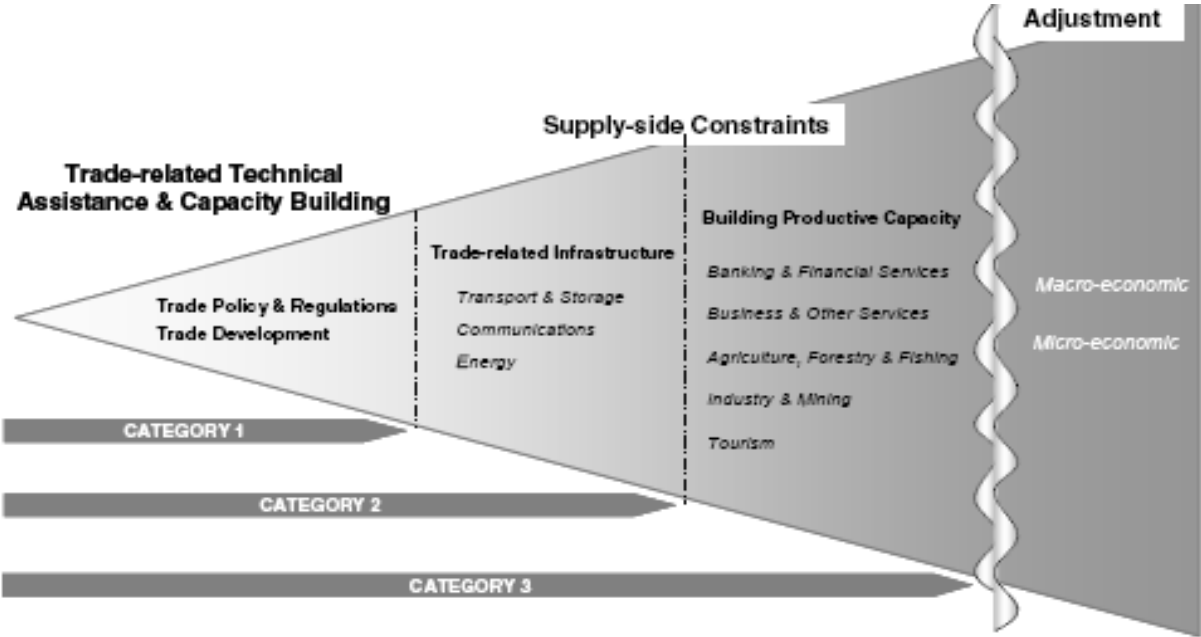 Adjustment
Supply-side Constraints
Trade-related Technical
Assistance & Capacity Building
Building Productive Capacity
Trade-related Infrastructure
Banking & Financial Services
Macro-economic
Transport & Storage
Trade Policy & Regulations
Business & Other Services
Communications
Trade Development
Micro-economic
Agriculture, Forestry & Fishing
Energy
Industry & Mining
CATEGORY 1
Tourism
CATEGORY 2
CATEGORY 3